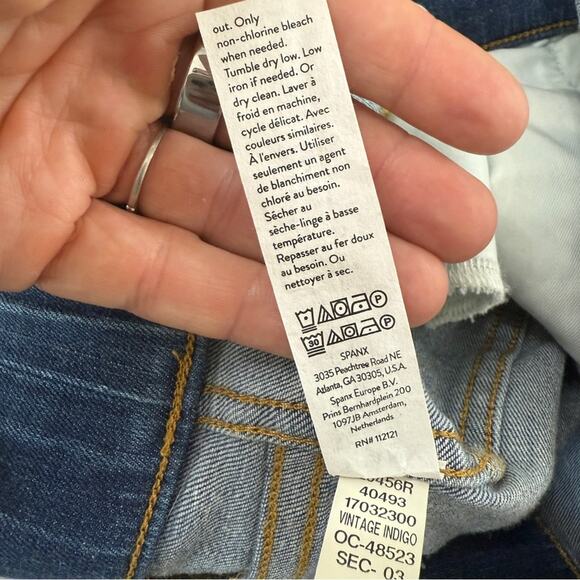 out. Only
non-chlorine bleach
when needed.
Tumble dry low. Low
iron if needed. Or
dry clean. Laver à
froid en machine,
cycle délicat. Avec
couleurs similaires.
À l'envers. Utiliser
seulement un agent
de blanchiment non
chloré au besoin.
Sécher au
sèche-linge à basse
température.
Repasser au fer doux
au besoin. Ou
nettoyer à sec.
P
30 P
SPANX
3035 Peachtree Road NE
Atlanta, GA 30305, U.S.A.
Spanx Europe B.V.
Prins Bernhardplein 200
1097JB Amsterdam,
Netherlands
RN# 112121
40493
17032300
VINTAGE INDIGO
OC-48523
SEC- 03